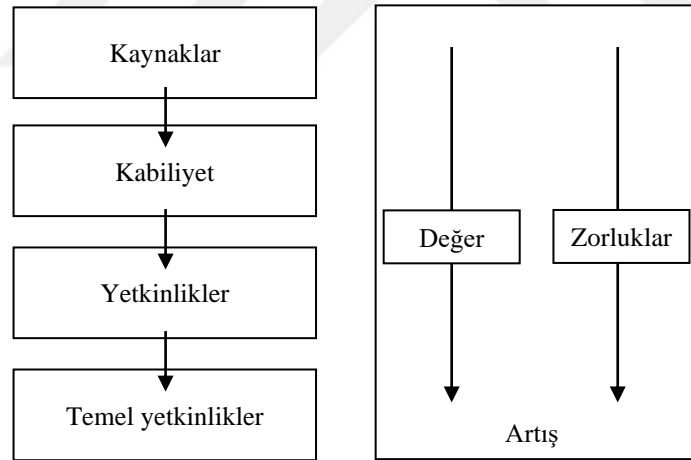 Kaynaklar
Kabiliyet
Yetkinlikler
Temel yetkinlikler
Değer
Zorluklar
Artış